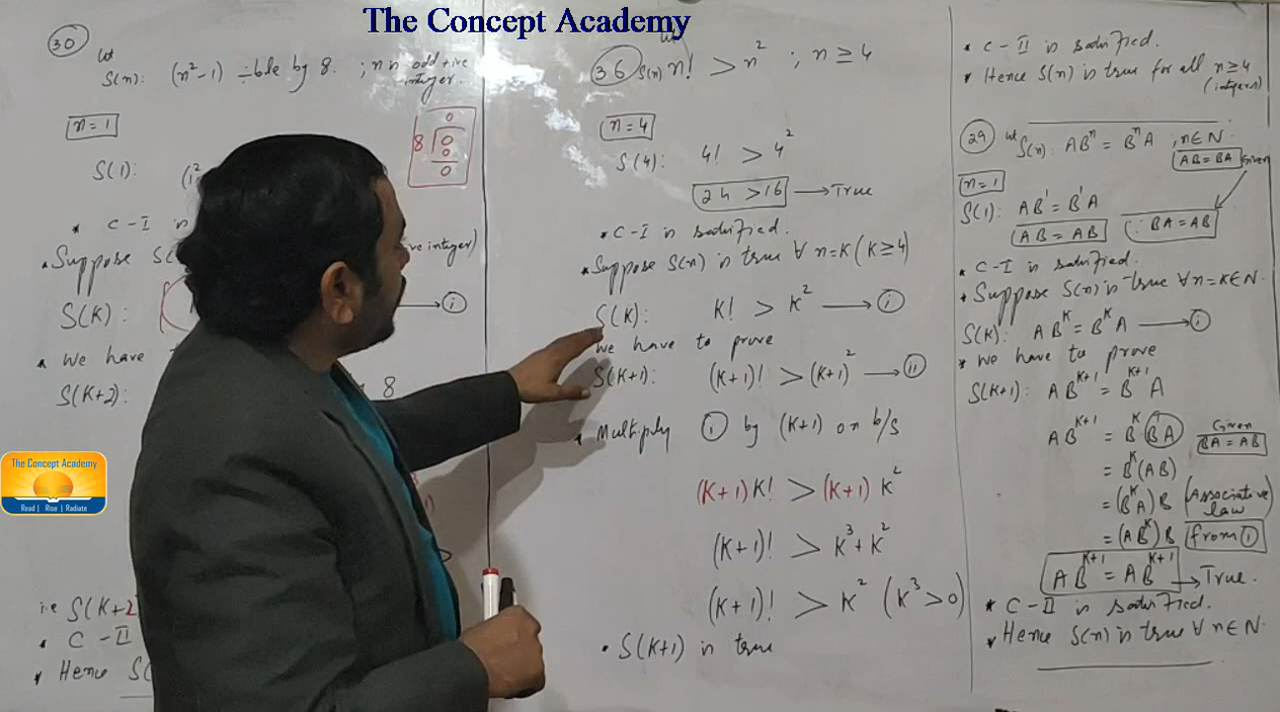 The Concept Academy
30
let
S(n): (n²-1) ÷ble by 8. ; n is odd +ive
integer.
n=1
0
8 0
0
0
S(1): (1²
* C-I is
* Suppose S( ive integer)
S(K): → i
* we have
S(K+2): 8
The Concept Academy
Read | Rise | Radiate
i.e S(K+2
* C-II
* Hence S(
let
36 S(n) n! > n² ; n ≥ 4
n=4
S(4): 4! > 4²
24 > 16 → True
* C-I is satisfied.
* Suppose S(n) is true ∀ n=K (K≥4)
S(K): K! > K² → i
we have to prove
S(K+1): (K+1)! > (K+1)² → ii
* Multiply i by (K+1) on b/s
(K+1) K! > (K+1) K²
(K+1)! > K³+K²
(K+1)! > K² (K³>0)
• S(K+1) is true
* C-II is satisfied.
* Hence S(n) is true for all n≥4
(integers)
29 let S(n): ABⁿ = BⁿA ; n∈N.
AB=BA Given
n=1
S(1): AB¹ = B¹A
AB = AB ∵ BA=AB
* C-I is satisfied.
* Suppose S(n) is true ∀ n=K∈N.
S(K): ABᴷ = BᴷA → i
* we have to prove
S(K+1): ABᴷ⁺¹ = Bᴷ⁺¹A
ABᴷ⁺¹ = Bᴷ(B¹A) Given
BA=AB
= Bᴷ(AB)
= (BᴷA)B (Associative law)
= (ABᴷ)B from i
ABᴷ⁺¹ = ABᴷ⁺¹ → True.
* C-II is satisfied.
* Hence S(n) is true ∀ n∈N.